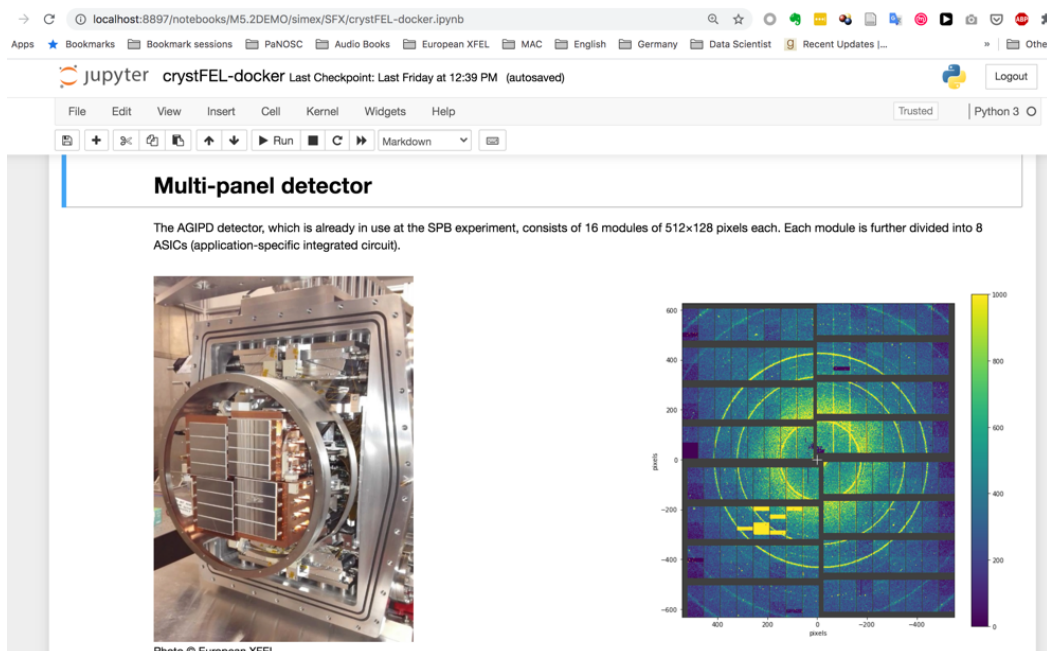 localhost:8897/notebooks/M5.2DEMO/simex/SFX/crystFEL-docker.ipynb
Apps Bookmarks Bookmark sessions PaNOSC Audio Books European XFEL MAC English Germany Data Scientist Recent Updates |... » Othe
jupyter crystFEL-docker Last Checkpoint: Last Friday at 12:39 PM (autosaved) Logout
File Edit View Insert Cell Kernel Widgets Help Trusted Python 3
Run Markdown
Multi-panel detector
The AGIPD detector, which is already in use at the SPB experiment, consists of 16 modules of 512×128 pixels each. Each module is further divided into 8
ASICs (application-specific integrated circuit).
600
400
200
0
−200
−400
−600
pixels
400 200 0 −200 −400
pixels
1000
800
600
400
200
0
Photo © European XFEL